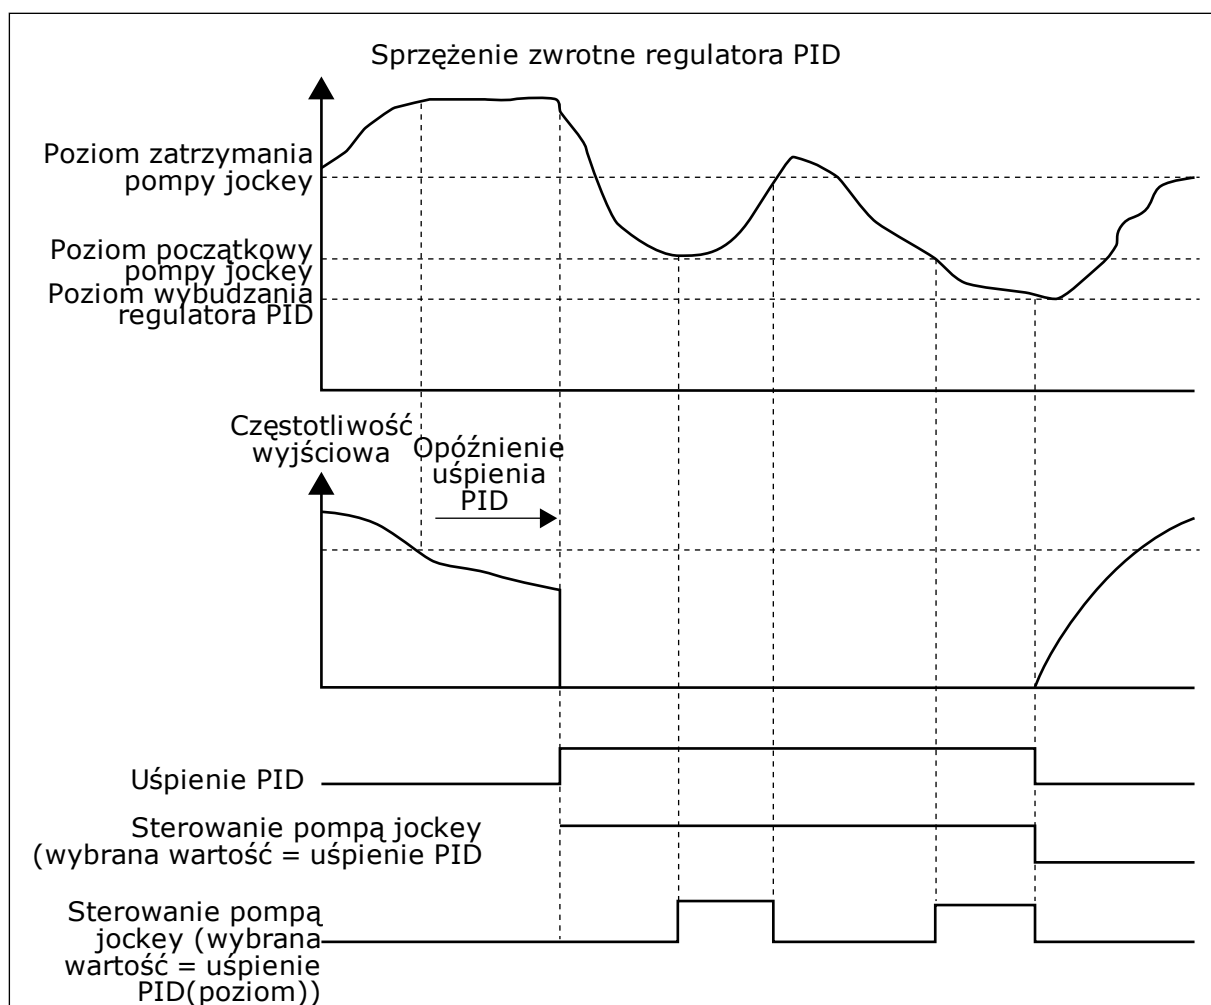 Sprzężenie zwrotne regulatora PID
Poziom zatrzymania
pompy jockey
Poziom początkowy
pompy jockey
Poziom wybudzania
regulatora PID
Częstotliwość
wyjściowa
Opóźnienie
uśpienia
PID
Uśpienie PID
Sterowanie pompą jockey
(wybrana wartość = uśpienie PID
Sterowanie pompą
jockey (wybrana
wartość = uśpienie
PID(poziom))